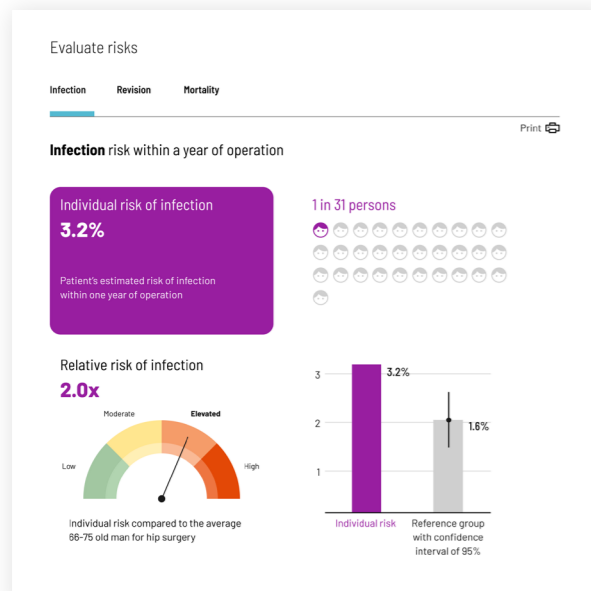 Evaluate risks
Infection Revision Mortality
Print
Infection risk within a year of operation
Individual risk of infection
3.2%
Patient's estimated risk of infection
within one year of operation
1 in 31 persons
Relative risk of infection
2.0x
Moderate Elevated
Low High
Individual risk compared to the average
66-75 old man for hip surgery
3
3.2%
2
1.6%
1
Individual risk
Reference group
with confidence
interval of 95%